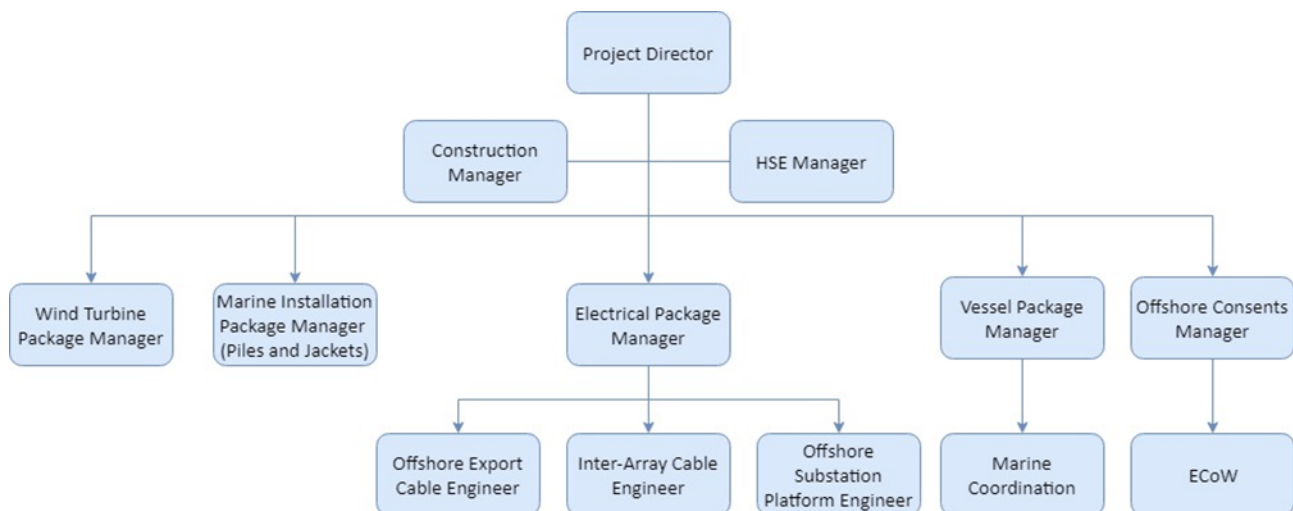 Project Director
Construction
Manager
HSE Manager
Wind Turbine
Package Manager
Marine Installation
Package Manager
(Piles and Jackets)
Electrical Package
Manager
Vessel Package
Manager
Offshore Consents
Manager
Offshore Export
Cable Engineer
Inter-Array Cable
Engineer
Offshore
Substation
Platform Engineer
Marine
Coordination
ECoW